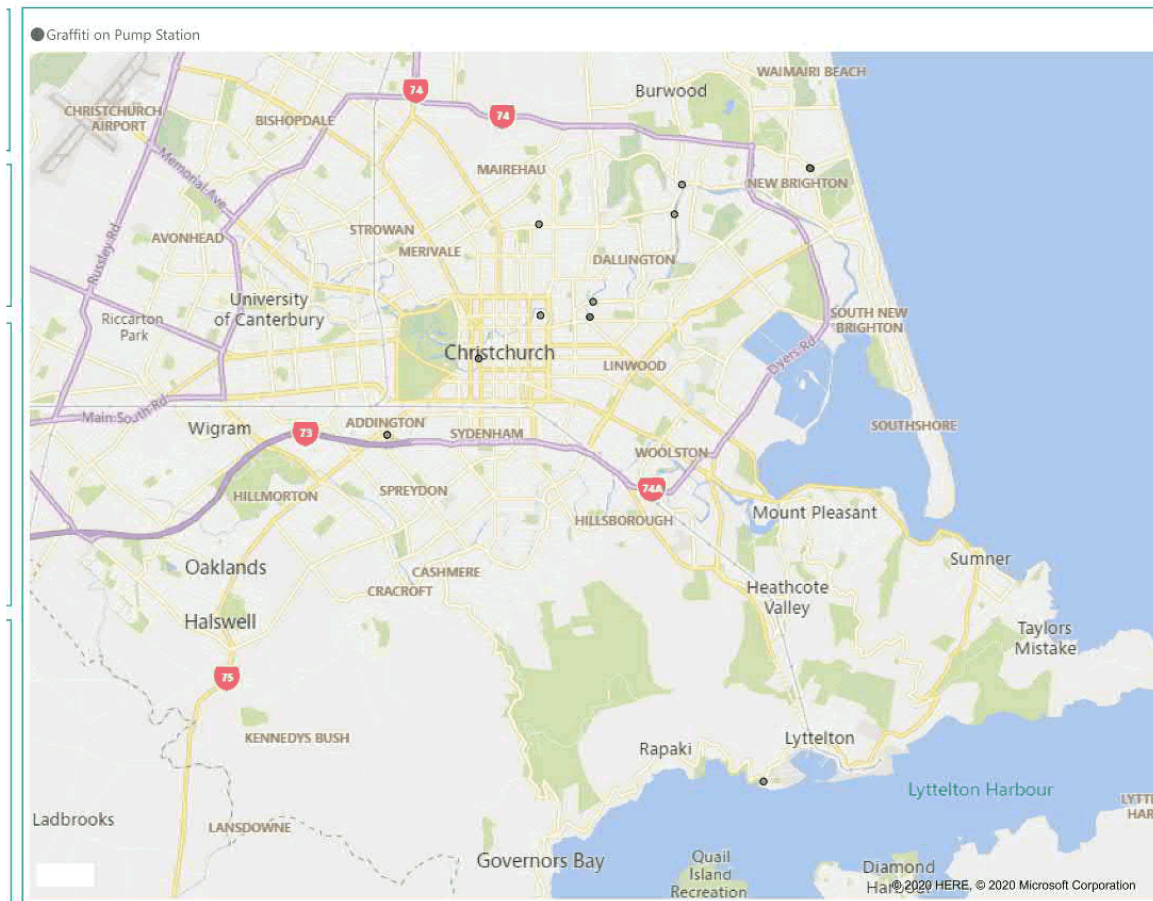 Graffiti on Pump Station
WAIMAIRI BEACH
74
Burwood
CHRISTCHURCH
AIRPORT
BISHOPDALE
74
MAIREHAU
Memorial Ave
NEW BRIGHTON
AVONHEAD
STROWAN
MERIVALE
DALLINGTON
Russley Rd
University
of Canterbury
Riccarton
Park
SOUTH NEW
BRIGHTON
Christchurch
LINWOOD
Dyers Rd
Main South Rd
Wigram
73
ADDINGTON
SYDENHAM
SOUTHSHORE
WOOLSTON
HILLMORTON
SPREYDON
74A
HILLSBOROUGH
Mount Pleasant
Oaklands
CASHMERE
CRACROFT
Sumner
Heathcote
Valley
Halswell
Taylors
Mistake
75
KENNEDYS BUSH
Rapaki
Lyttelton
Lyttelton Harbour
Ladbrooks
LANSDOWNE
Governors Bay
Quail
Island
Recreation
Diamond
Harbour
© 2020 HERE, © 2020 Microsoft Corporation